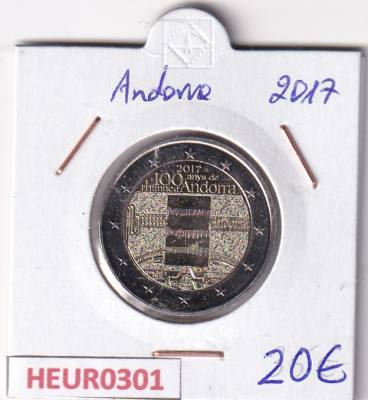 Andorra 2017
2017
100 anys de
l'himne d'Andorra
HEUR0301
20€